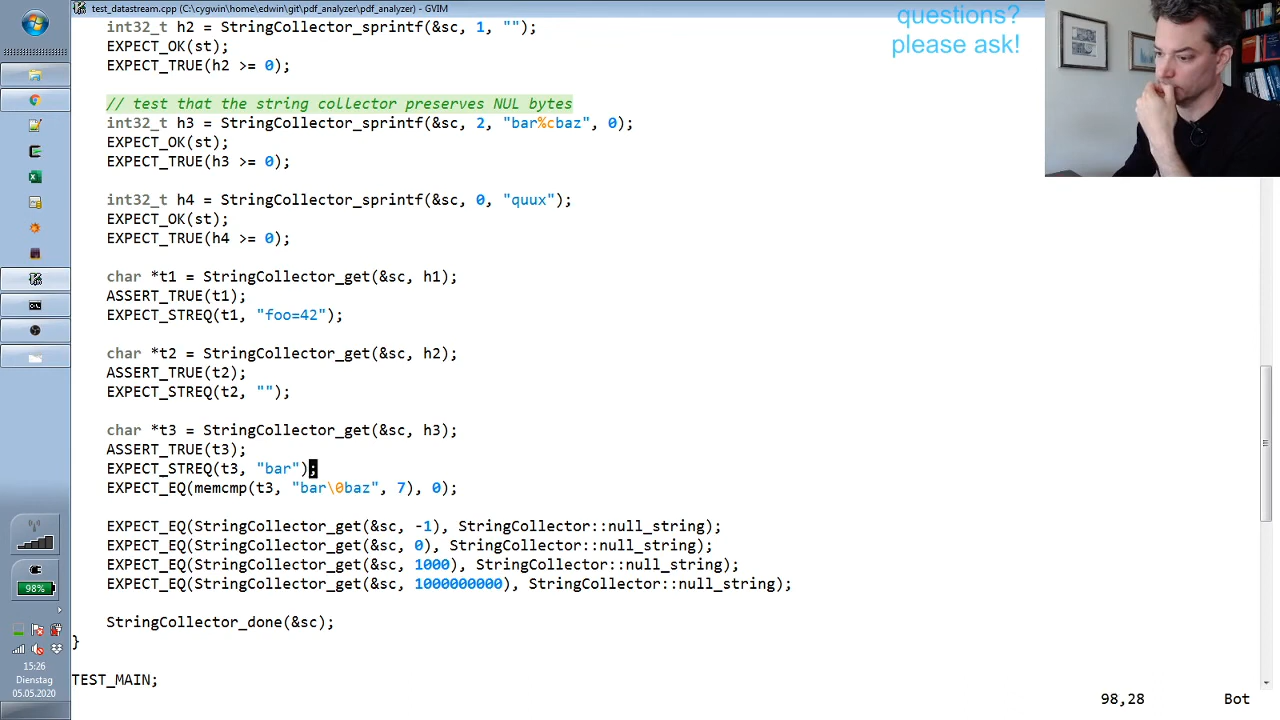 test_datastream.cpp (C:\cygwin\home\edwin\git\pdf_analyzer\pdf_analyzer) - GVIM
questions?
please ask!
int32_t h2 = StringCollector_sprintf(&sc, 1, "");
EXPECT_OK(st);
EXPECT_TRUE(h2 >= 0);
// test that the string collector preserves NUL bytes
int32_t h3 = StringCollector_sprintf(&sc, 2, "bar%cbaz", 0);
EXPECT_OK(st);
EXPECT_TRUE(h3 >= 0);
int32_t h4 = StringCollector_sprintf(&sc, 0, "quux");
EXPECT_OK(st);
EXPECT_TRUE(h4 >= 0);
char *t1 = StringCollector_get(&sc, h1);
ASSERT_TRUE(t1);
EXPECT_STREQ(t1, "foo=42");
char *t2 = StringCollector_get(&sc, h2);
ASSERT_TRUE(t2);
EXPECT_STREQ(t2, "");
char *t3 = StringCollector_get(&sc, h3);
ASSERT_TRUE(t3);
EXPECT_STREQ(t3, "bar");
EXPECT_EQ(memcmp(t3, "bar\0baz", 7), 0);
EXPECT_EQ(StringCollector_get(&sc, -1), StringCollector::null_string);
EXPECT_EQ(StringCollector_get(&sc, 0), StringCollector::null_string);
EXPECT_EQ(StringCollector_get(&sc, 1000), StringCollector::null_string);
EXPECT_EQ(StringCollector_get(&sc, 1000000000), StringCollector::null_string);
StringCollector_done(&sc);
}
TEST_MAIN;
98,28 Bot
98%
15:26
Dienstag
05.05.2020